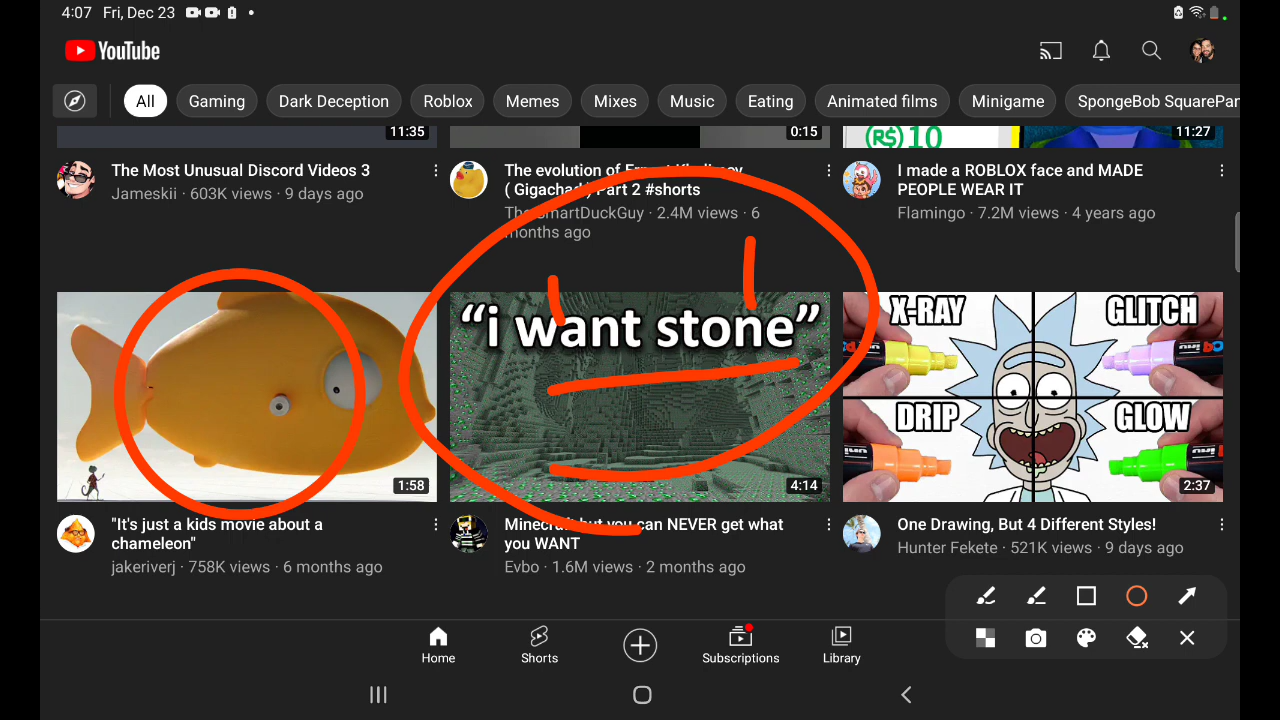 4:07 Fri, Dec 23
YouTube
All Gaming Dark Deception Roblox Memes Mixes Music Eating Animated films Minigame SpongeBob SquarePan
11:35
0:15
R$ 10
11:27
The Most Unusual Discord Videos 3
Jameskii · 603K views · 9 days ago
The evolution of
(Gigachad) Part 2 #shorts
TheSmartDuckGuy · 2.4M views · 6
months ago
I made a ROBLOX face and MADE
PEOPLE WEAR IT
Flamingo · 7.2M views · 4 years ago
1:58
"It's just a kids movie about a
chameleon"
jakeriverj · 758K views · 6 months ago
“i want stone”
4:14
Minecraft but you can NEVER get what
you WANT
Evbo · 1.6M views · 2 months ago
X-RAY
GLITCH
DRIP
GLOW
2:37
One Drawing, But 4 Different Styles!
Hunter Fekete · 521K views · 9 days ago
Home
Shorts
Subscriptions
Library